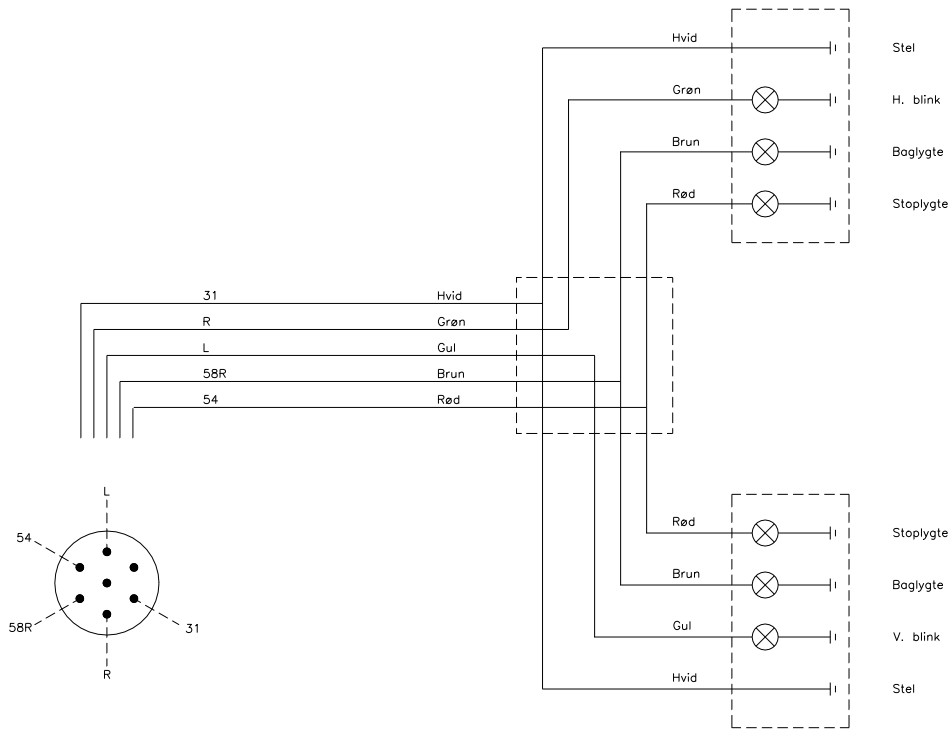 Hvid Stel
Grøn H. blink
Brun Baglygte
Rød Stoplygte
31 Hvid
R Grøn
L Gul
58R Brun
54 Rød
L
54
58R
31
R
Rød Stoplygte
Brun Baglygte
Gul V. blink
Hvid Stel